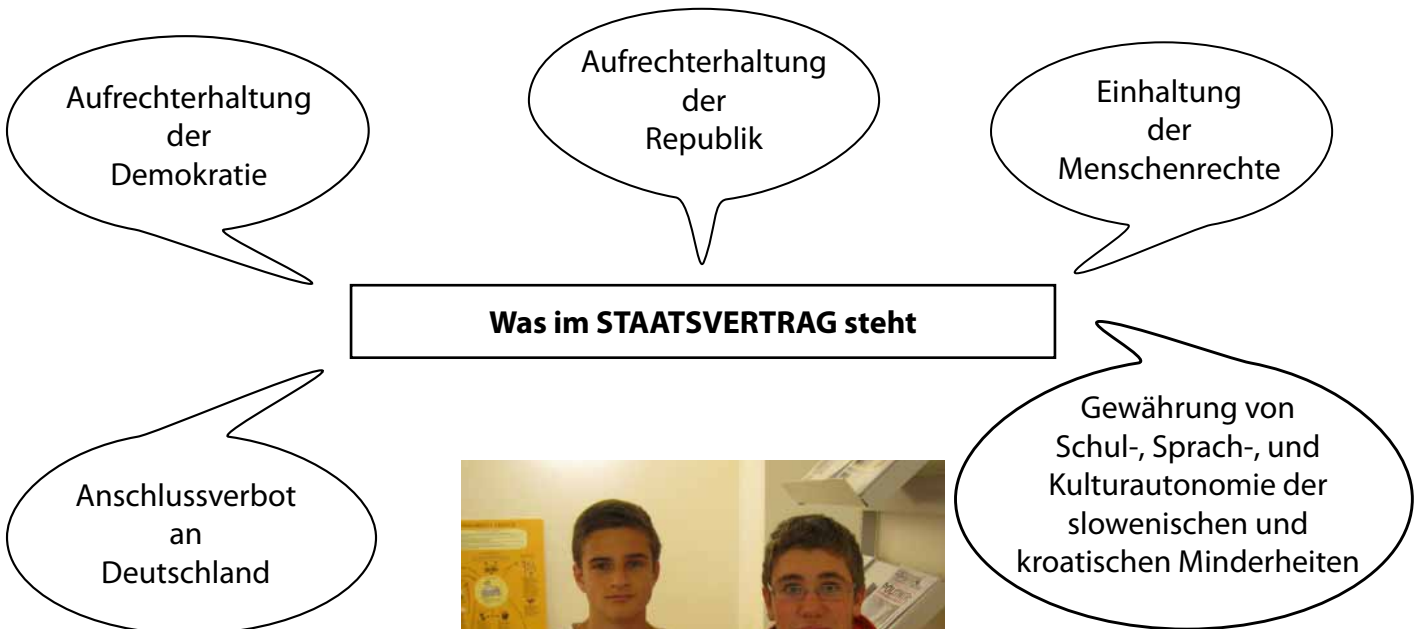 Aufrechterhaltung
der
Demokratie
Aufrechterhaltung
der
Republik
Einhaltung
der
Menschenrechte
Was im STAATSVERTRAG steht
Anschlussverbot
an
Deutschland
Gewährung von
Schul-, Sprach-, und
Kulturautonomie der
slowenischen und
kroatischen Minderheiten